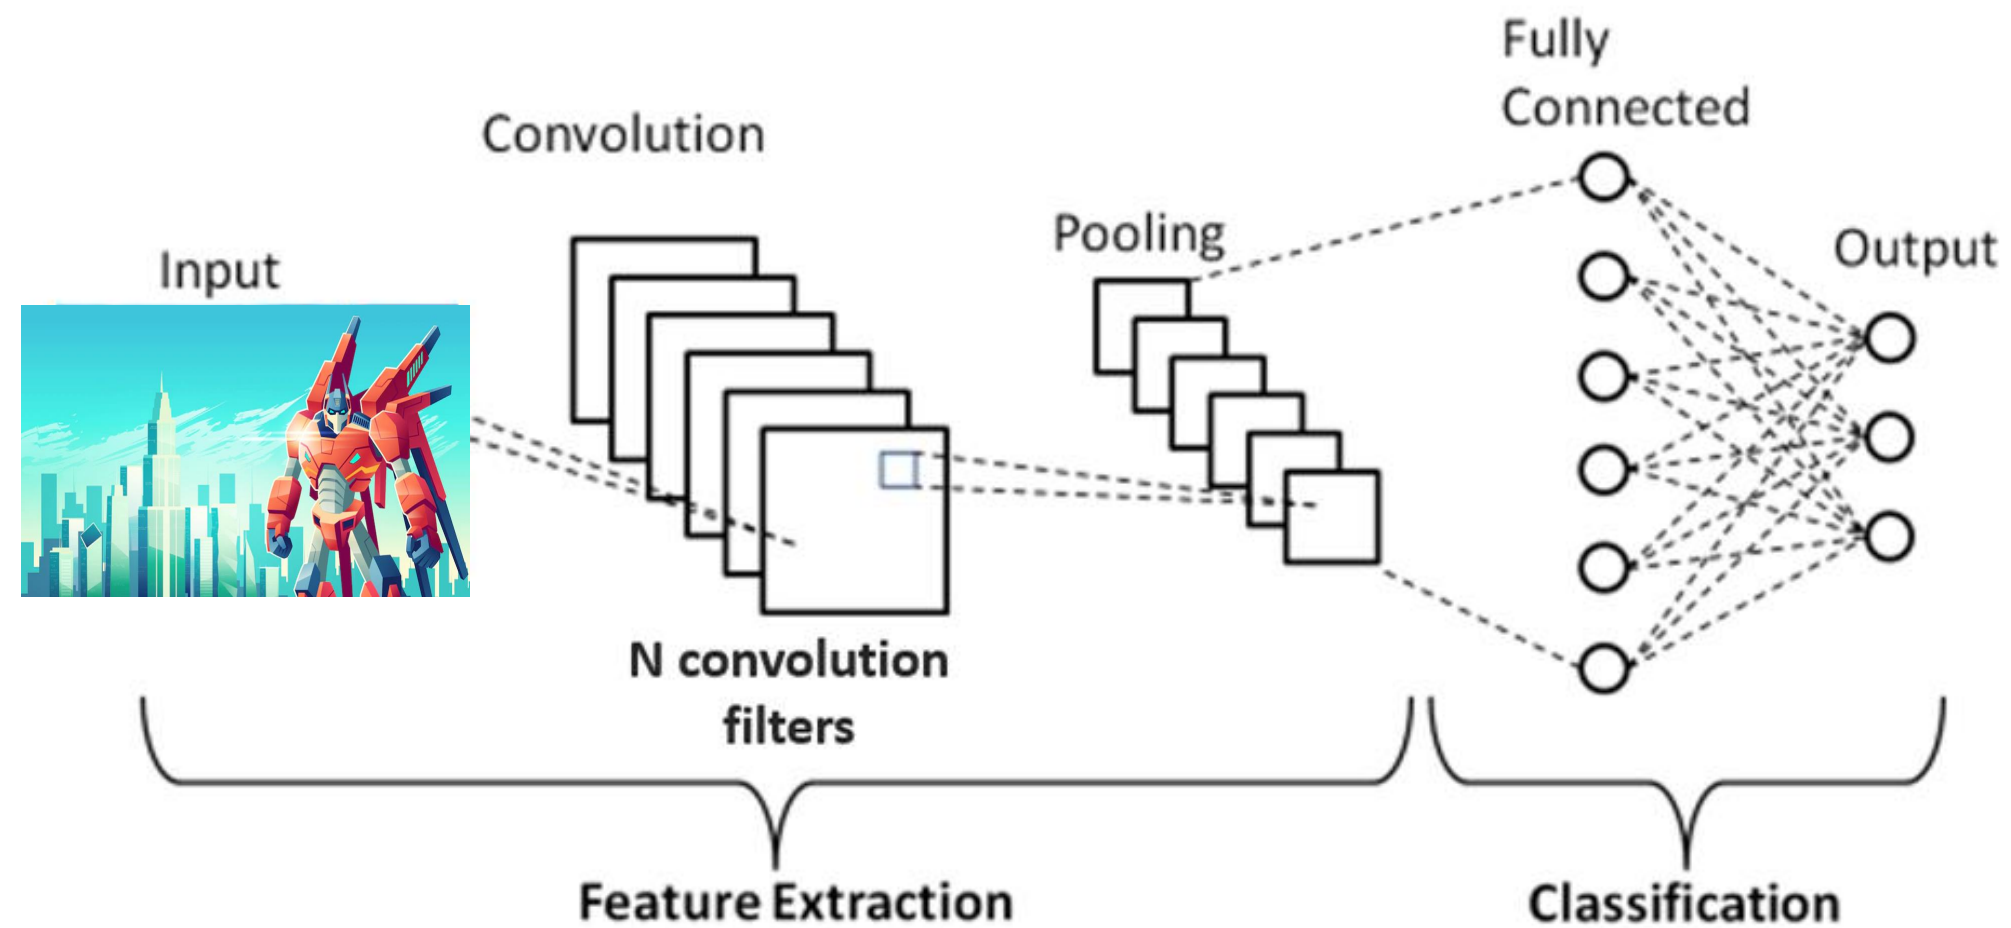 Input
Convolution
N convolution
filters
Pooling
Fully
Connected
Output
Feature Extraction
Classification